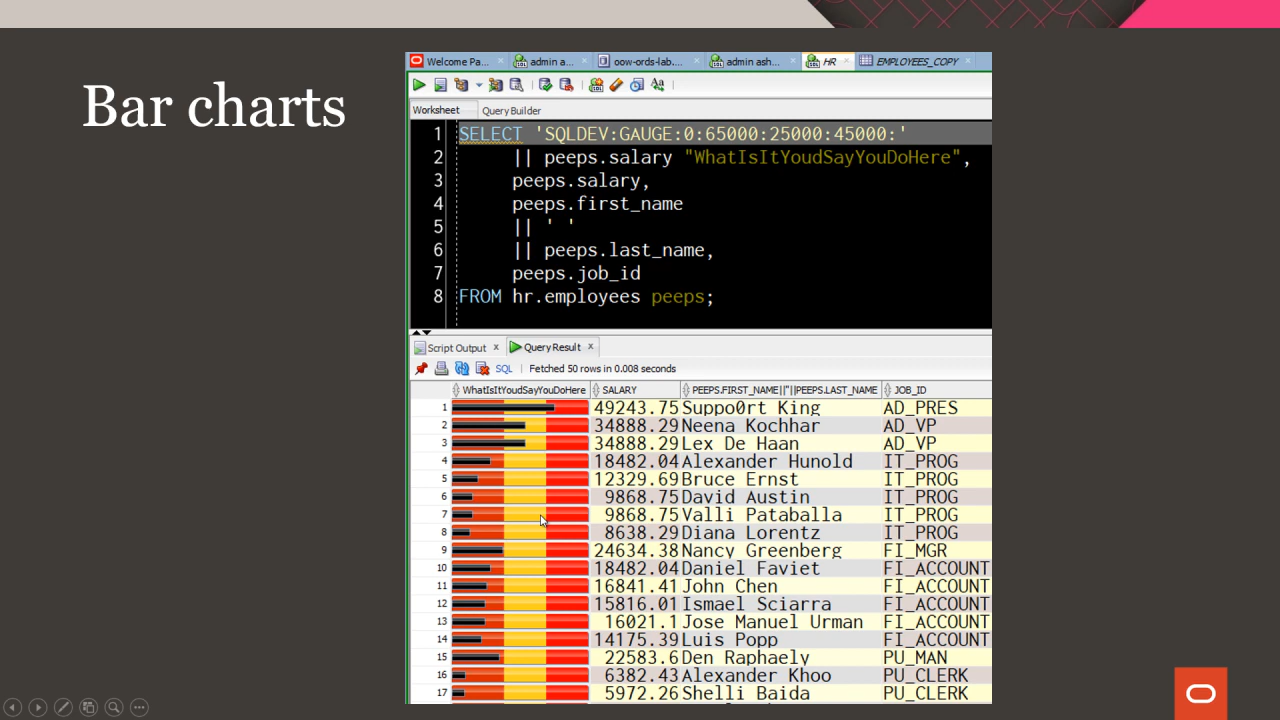 Bar charts
Welcome Pa... admin a... oow-ords-lab.... admin ash... HR EMPLOYEES_COPY
Worksheet Query Builder
1 SELECT 'SQLDEV:GAUGE:0:65000:25000:45000:'
2 || peeps.salary "WhatIsItYoudSayYouDoHere",
3 peeps.salary,
4 peeps.first_name
5 || ' '
6 || peeps.last_name,
7 peeps.job_id
8 FROM hr.employees peeps;
Script Output x Query Result x
SQL | Fetched 50 rows in 0.008 seconds
WhatIsItYoudSayYouDoHere SALARY PEEPS.FIRST_NAME||''||PEEPS.LAST_NAME JOB_ID
1 49243.75 Suppo0rt King AD_PRES
2 34888.29 Neena Kochhar AD_VP
3 34888.29 Lex De Haan AD_VP
4 18482.04 Alexander Hunold IT_PROG
5 12329.69 Bruce Ernst IT_PROG
6 9868.75 David Austin IT_PROG
7 9868.75 Valli Pataballa IT_PROG
8 8638.29 Diana Lorentz IT_PROG
9 24634.38 Nancy Greenberg FI_MGR
10 18482.04 Daniel Faviet FI_ACCOUNT
11 16841.41 John Chen FI_ACCOUNT
12 15816.01 Ismael Sciarra FI_ACCOUNT
13 16021.1 Jose Manuel Urman FI_ACCOUNT
14 14175.39 Luis Popp FI_ACCOUNT
15 22583.6 Den Raphaely PU_MAN
16 6382.43 Alexander Khoo PU_CLERK
17 5972.26 Shelli Baida PU_CLERK